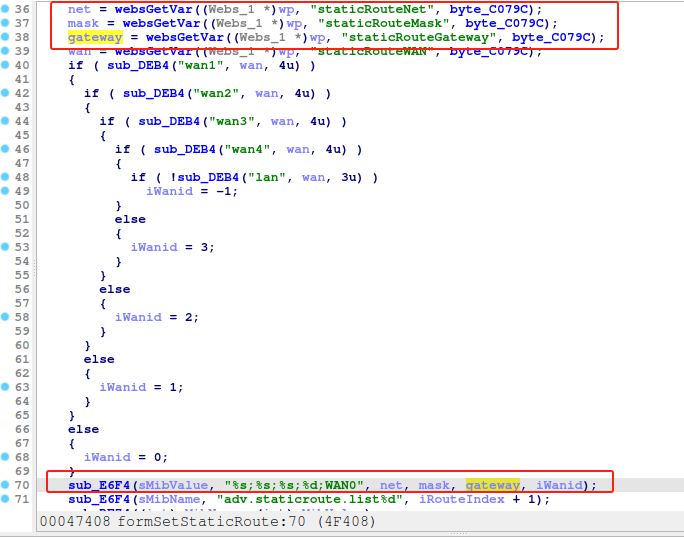 36 net = websGetVar((Webs_1 *)wp, "staticRouteNet", byte_C079C);
37 mask = websGetVar((Webs_1 *)wp, "staticRouteMask", byte_C079C);
38 gateway = websGetVar((Webs_1 *)wp, "staticRouteGateway", byte_C079C);
39 wan = websGetVar((Webs_1 *)wp, "staticRouteWAN", byte_C079C);
40 if ( sub_DEB4("wan1", wan, 4u) )
41 {
42 if ( sub_DEB4("wan2", wan, 4u) )
43 {
44 if ( sub_DEB4("wan3", wan, 4u) )
45 {
46 if ( sub_DEB4("wan4", wan, 4u) )
47 {
48 if ( !sub_DEB4("lan", wan, 3u) )
49 iWanid = -1;
50 }
51 else
52 {
53 iWanid = 3;
54 }
55 }
56 else
57 {
58 iWanid = 2;
59 }
60 }
61 else
62 {
63 iWanid = 1;
64 }
65 }
66 else
67 {
68 iWanid = 0;
69 }
70 sub_E6F4(sMibValue, "%s;%s;%s;%d;WAN0", net, mask, gateway, iWanid);
71 sub_E6F4(sMibName, "adv.staticroute.list%d", iRouteIndex + 1);
00047408 formSetStaticRoute:70 (4F408)